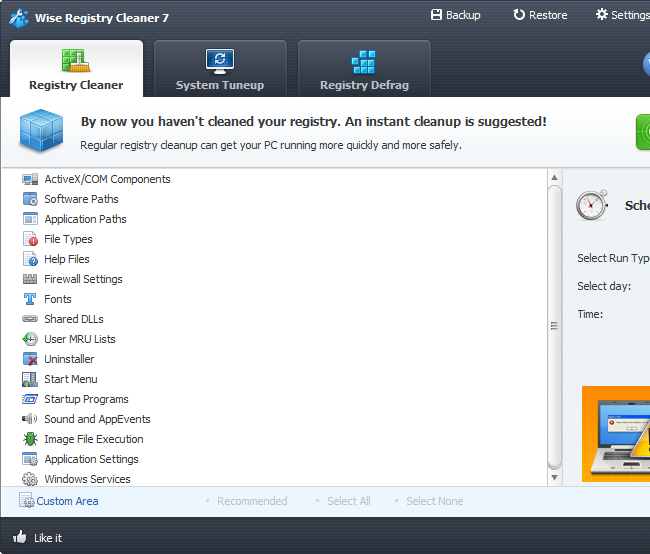 Wise Registry Cleaner 7
Backup
Restore
Settings
Registry Cleaner
System Tuneup
Registry Defrag
By now you haven't cleaned your registry. An instant cleanup is suggested!
Regular registry cleanup can get your PC running more quickly and more safely.
ActiveX/COM Components
Software Paths
Application Paths
File Types
Help Files
Firewall Settings
Fonts
Shared DLLs
User MRU Lists
Uninstaller
Start Menu
Startup Programs
Sound and AppEvents
Image File Execution
Application Settings
Windows Services
Sche
Select Run Typ
Select day:
Time:
Custom Area
Recommended
Select All
Select None
Like it